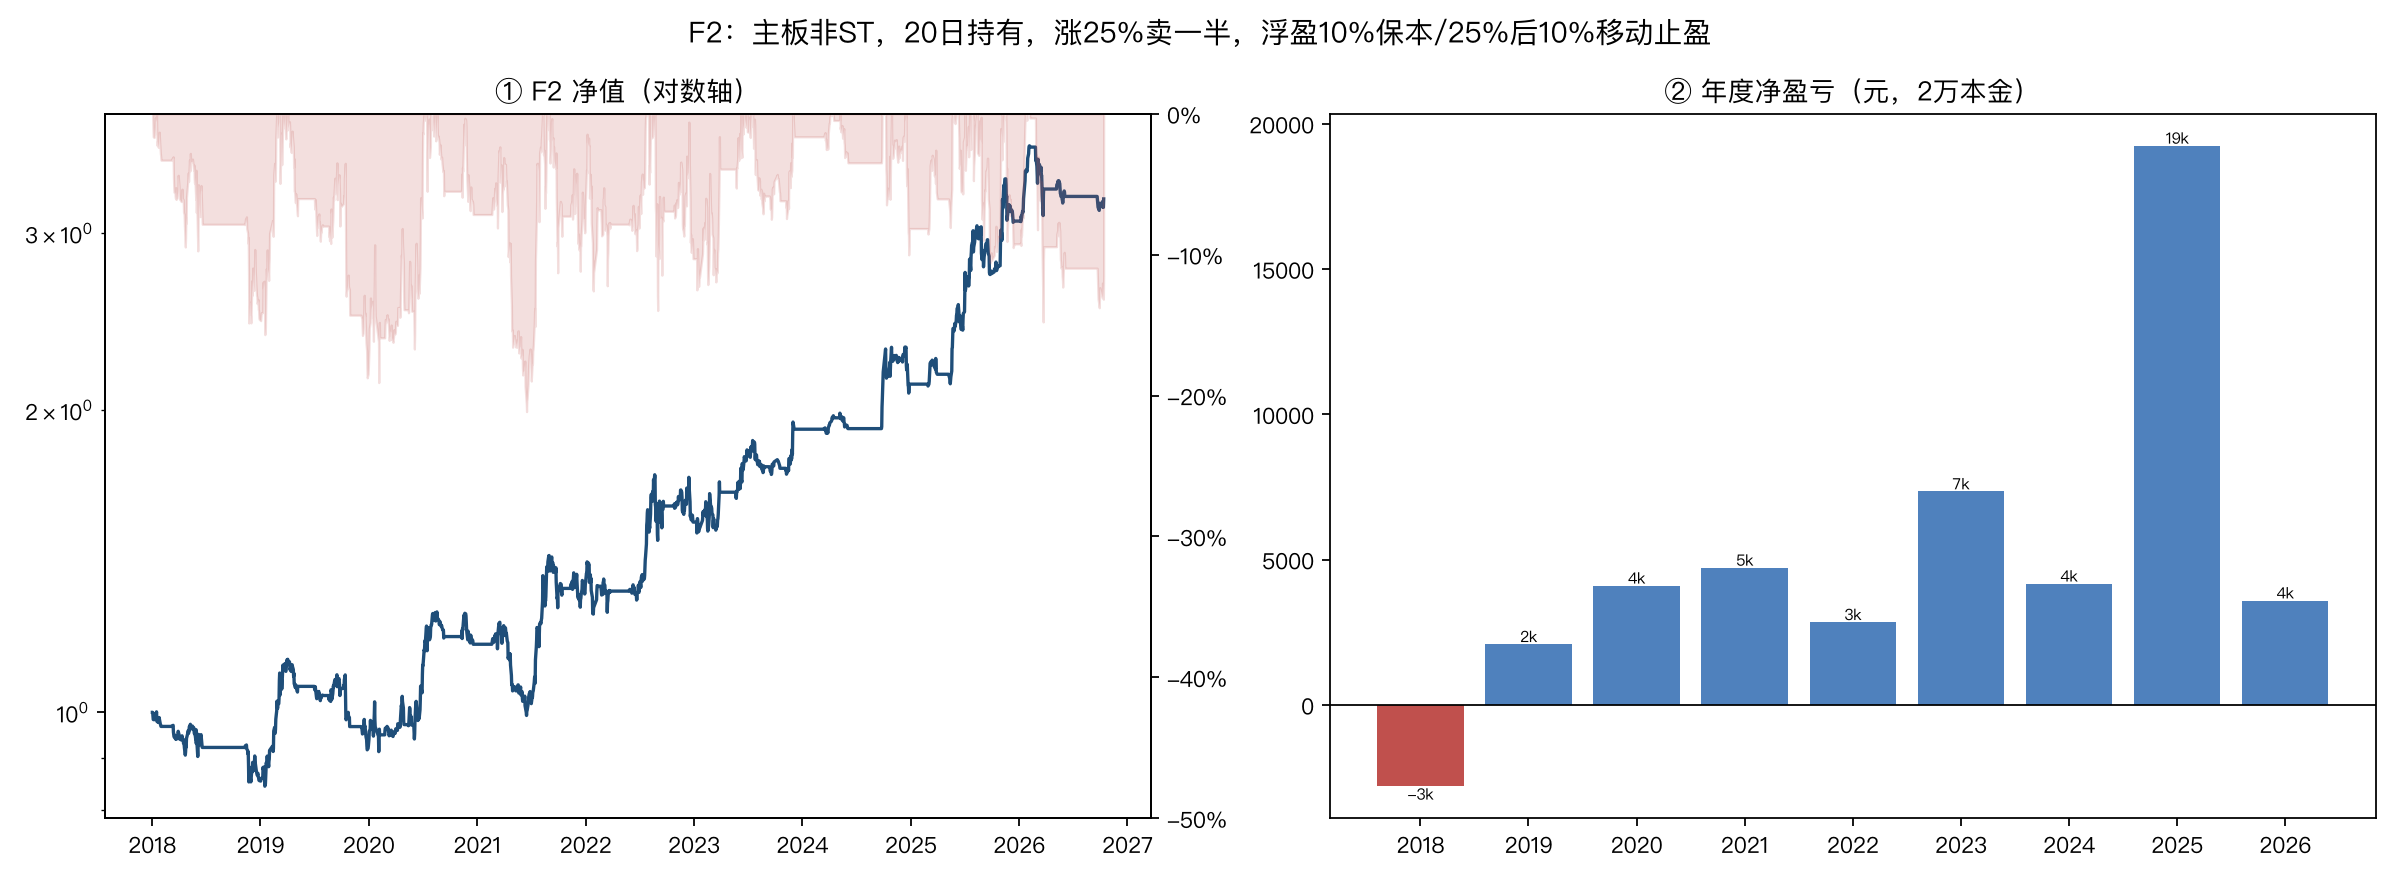 F2：主板非ST，20日持有，涨25%卖一半，浮盈10%保本/25%后10%移动止盈
① F2 净值（对数轴）
3×10⁰
2×10⁰
10⁰
0%
−10%
−20%
−30%
−40%
−50%
2018 2019 2020 2021 2022 2023 2024 2025 2026 2027
② 年度净盈亏（元，2万本金）
20000
15000
10000
5000
0
−3k
2k
4k
5k
3k
7k
4k
19k
4k
2018 2019 2020 2021 2022 2023 2024 2025 2026